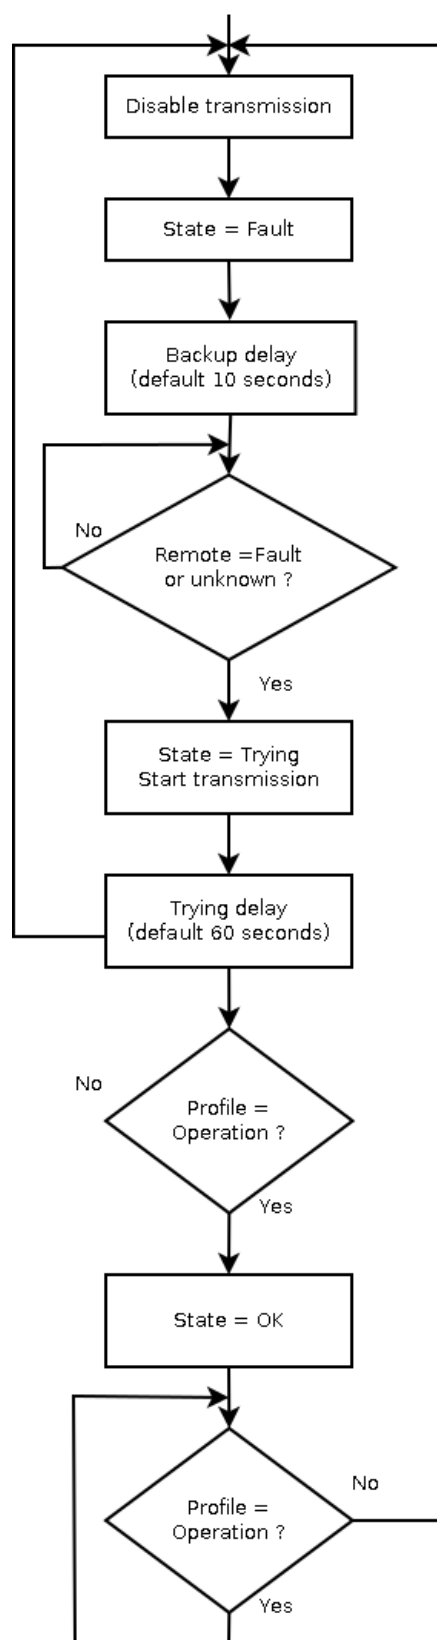 Disable transmission
State = Fault
Backup delay
(default 10 seconds)
No
Remote =Fault
or unknown ?
Yes
State = Trying
Start transmission
Trying delay
(default 60 seconds)
No
Profile =
Operation ?
Yes
State = OK
No
Profile =
Operation ?
Yes